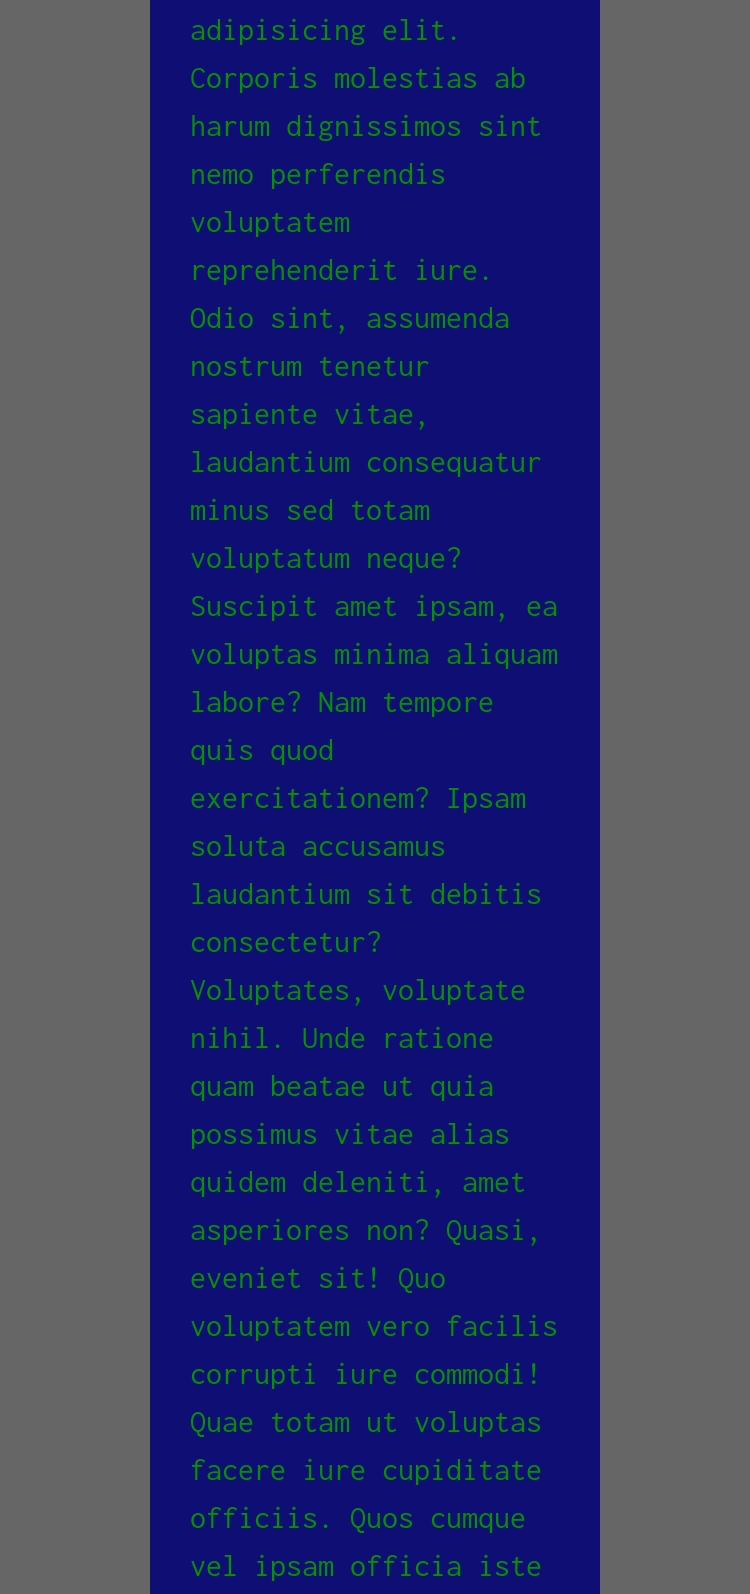 adipisicing elit.
Corporis molestias ab
harum dignissimos sint
nemo perferendis
voluptatem
reprehenderit iure.
Odio sint, assumenda
nostrum tenetur
sapiente vitae,
laudantium consequatur
minus sed totam
voluptatum neque?
Suscipit amet ipsam, ea
voluptas minima aliquam
labore? Nam tempore
quis quod
exercitationem? Ipsam
soluta accusamus
laudantium sit debitis
consectetur?
Voluptates, voluptate
nihil. Unde ratione
quam beatae ut quia
possimus vitae alias
quidem deleniti, amet
asperiores non? Quasi,
eveniet sit! Quo
voluptatem vero facilis
corrupti iure commodi!
Quae totam ut voluptas
facere iure cupiditate
officiis. Quos cumque
vel ipsam officia iste